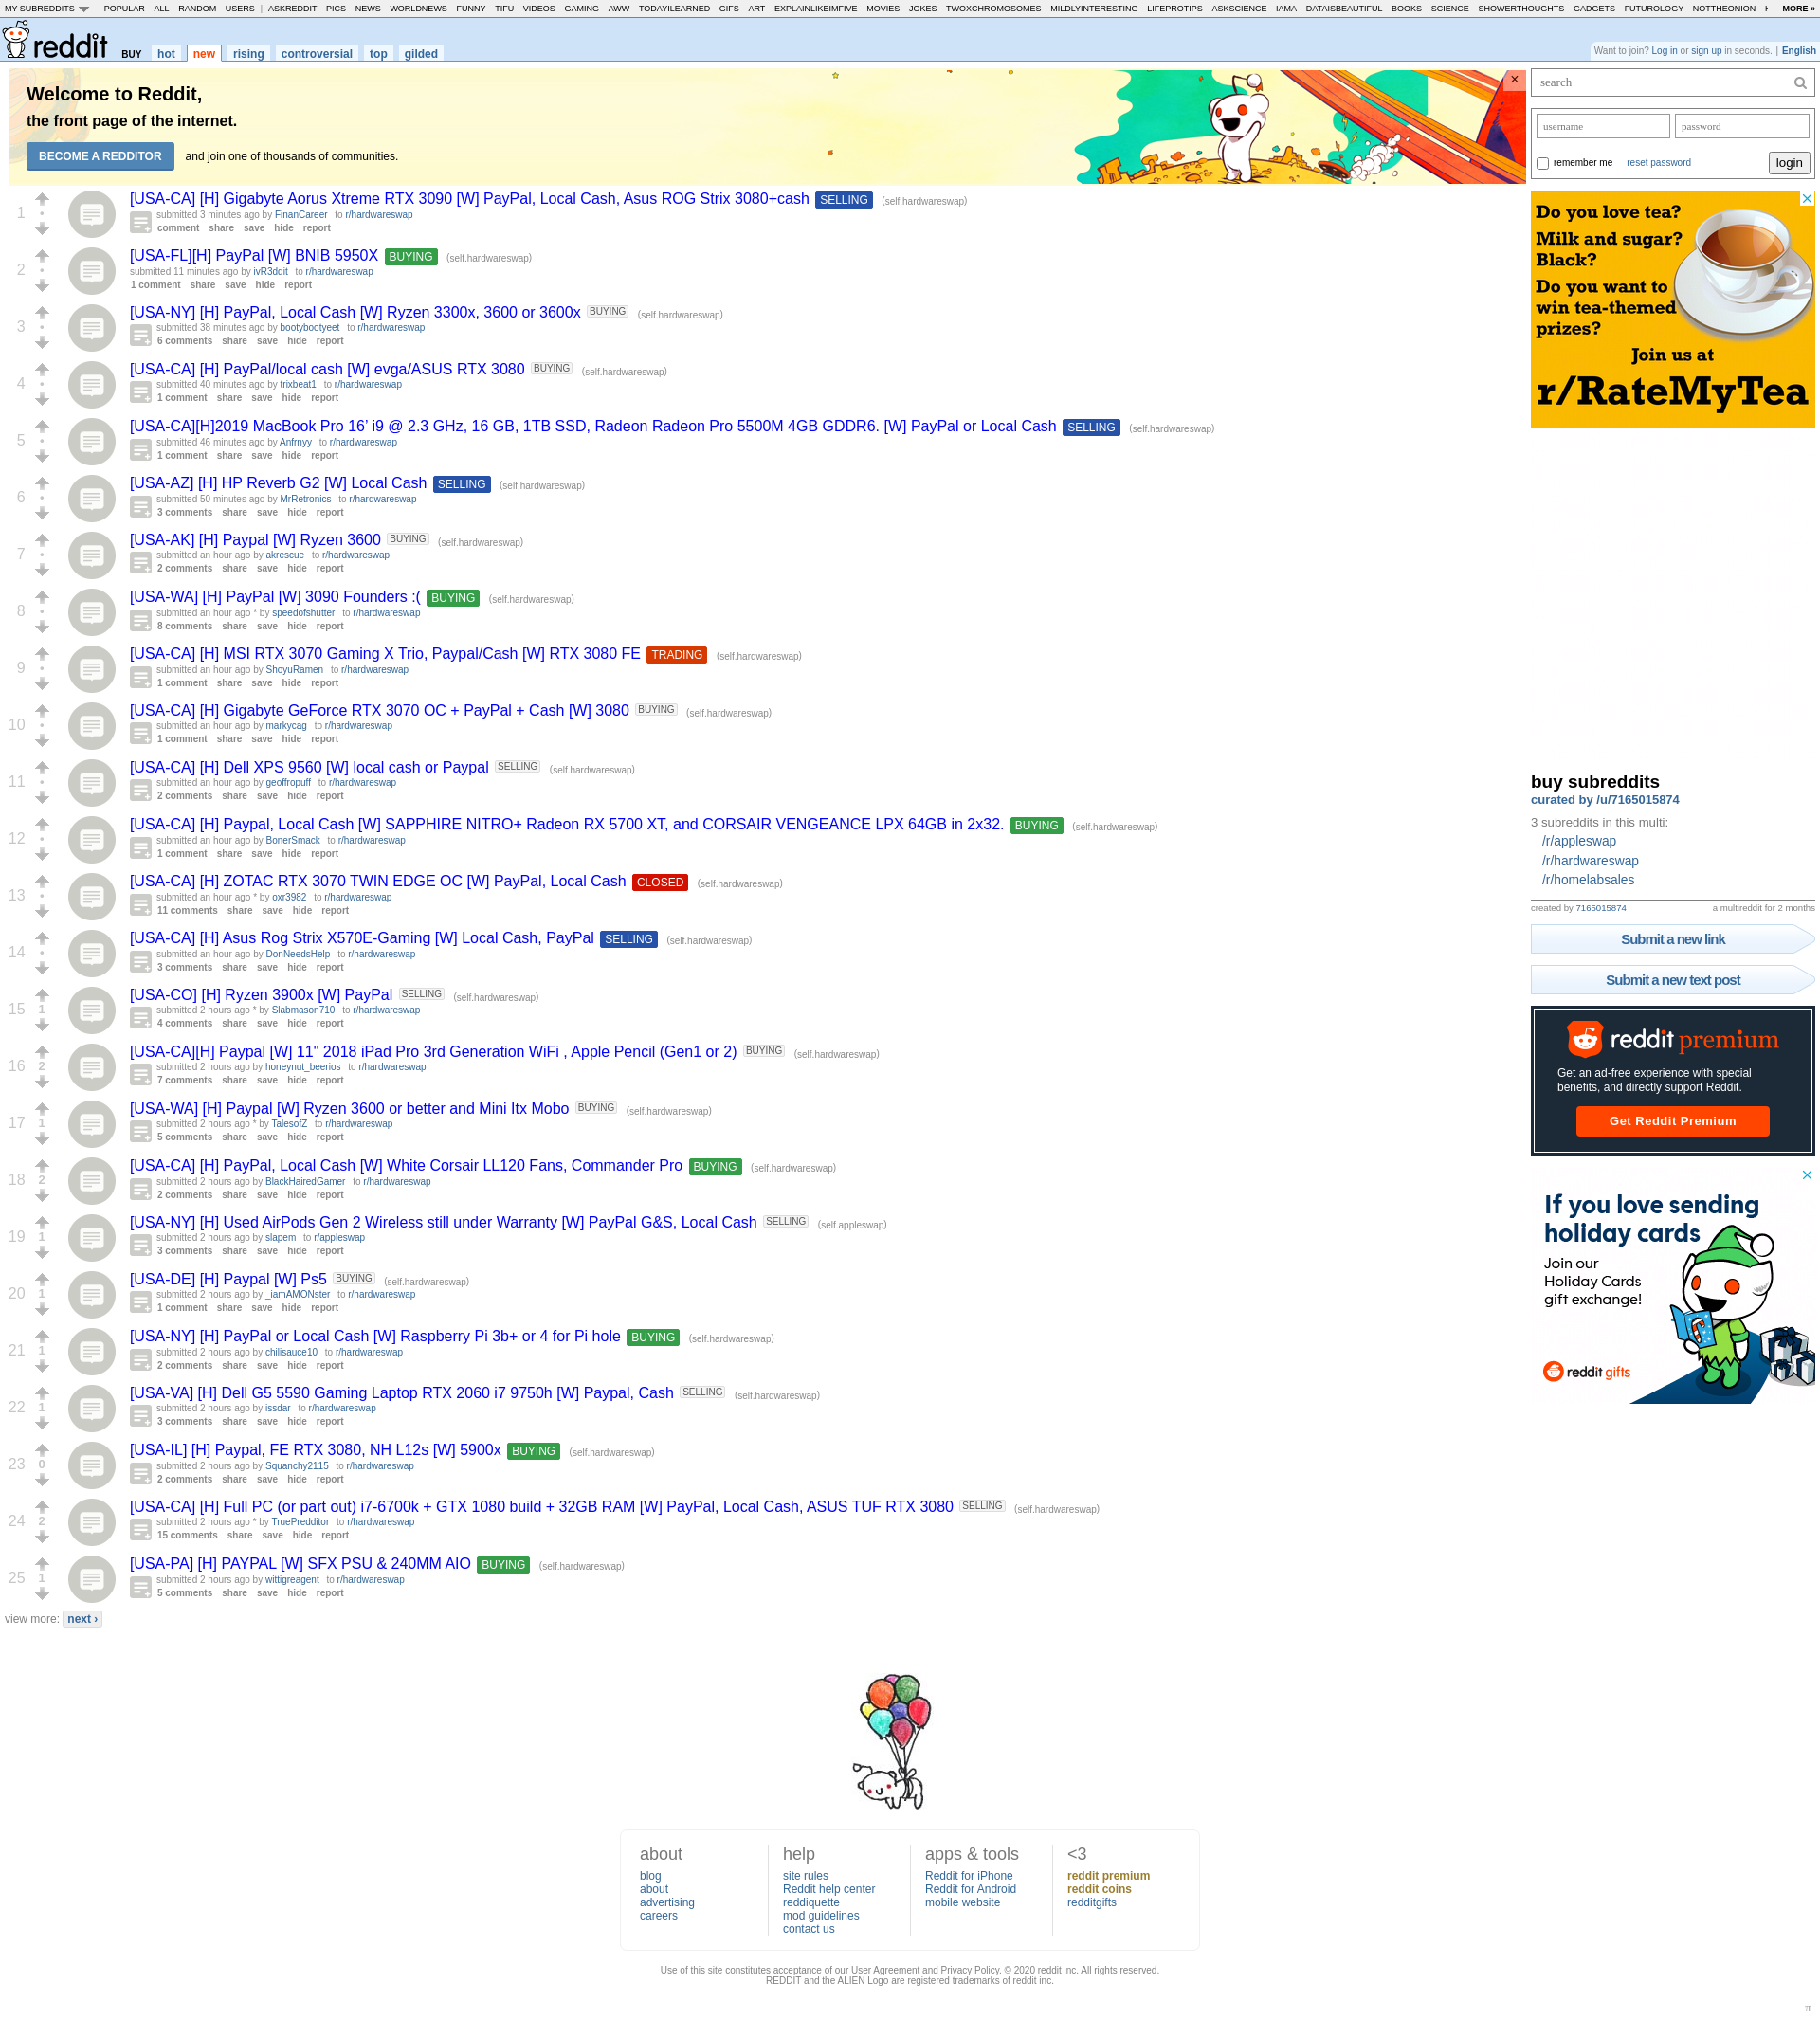 MY SUBREDDITS POPULAR - ALL - RANDOM - USERS | ASKREDDIT - PICS - NEWS - WORLDNEWS - FUNNY - TIFU - VIDEOS - GAMING - AWW - TODAYILEARNED - GIFS - ART - EXPLAINLIKEIMFIVE - MOVIES - JOKES - TWOXCHROMOSOMES - MILDLYINTERESTING - LIFEPROTIPS - ASKSCIENCE - IAMA - DATAISBEAUTIFUL - BOOKS - SCIENCE - SHOWERTHOUGHTS - GADGETS - FUTUROLOGY - NOTTHEONION - MORE »
reddit BUY hot new rising controversial top gilded
Want to join? Log in or sign up in seconds. | English
Welcome to Reddit,
the front page of the internet.
BECOME A REDDITOR and join one of thousands of communities.
×
1 [USA-CA] [H] Gigabyte Aorus Xtreme RTX 3090 [W] PayPal, Local Cash, Asus ROG Strix 3080+cash SELLING (self.hardwareswap)
submitted 3 minutes ago by FinanCareer to r/hardwareswap
comment share save hide report
2 [USA-FL][H] PayPal [W] BNIB 5950X BUYING (self.hardwareswap)
submitted 11 minutes ago by ivR3ddit to r/hardwareswap
1 comment share save hide report
3 [USA-NY] [H] PayPal, Local Cash [W] Ryzen 3300x, 3600 or 3600x BUYING (self.hardwareswap)
submitted 38 minutes ago by bootybootyeet to r/hardwareswap
6 comments share save hide report
4 [USA-CA] [H] PayPal/local cash [W] evga/ASUS RTX 3080 BUYING (self.hardwareswap)
submitted 40 minutes ago by trixbeat1 to r/hardwareswap
1 comment share save hide report
5 [USA-CA][H]2019 MacBook Pro 16’ i9 @ 2.3 GHz, 16 GB, 1TB SSD, Radeon Radeon Pro 5500M 4GB GDDR6. [W] PayPal or Local Cash SELLING (self.hardwareswap)
submitted 46 minutes ago by Anfrnyy to r/hardwareswap
1 comment share save hide report
6 [USA-AZ] [H] HP Reverb G2 [W] Local Cash SELLING (self.hardwareswap)
submitted 50 minutes ago by MrRetronics to r/hardwareswap
3 comments share save hide report
7 [USA-AK] [H] Paypal [W] Ryzen 3600 BUYING (self.hardwareswap)
submitted an hour ago by akrescue to r/hardwareswap
2 comments share save hide report
8 [USA-WA] [H] PayPal [W] 3090 Founders :( BUYING (self.hardwareswap)
submitted an hour ago * by speedofshutter to r/hardwareswap
8 comments share save hide report
9 [USA-CA] [H] MSI RTX 3070 Gaming X Trio, Paypal/Cash [W] RTX 3080 FE TRADING (self.hardwareswap)
submitted an hour ago by ShoyuRamen to r/hardwareswap
1 comment share save hide report
10 [USA-CA] [H] Gigabyte GeForce RTX 3070 OC + PayPal + Cash [W] 3080 BUYING (self.hardwareswap)
submitted an hour ago by markycag to r/hardwareswap
1 comment share save hide report
11 [USA-CA] [H] Dell XPS 9560 [W] local cash or Paypal SELLING (self.hardwareswap)
submitted an hour ago by geoffropuff to r/hardwareswap
2 comments share save hide report
12 [USA-CA] [H] Paypal, Local Cash [W] SAPPHIRE NITRO+ Radeon RX 5700 XT, and CORSAIR VENGEANCE LPX 64GB in 2x32. BUYING (self.hardwareswap)
submitted an hour ago by BonerSmack to r/hardwareswap
1 comment share save hide report
13 [USA-CA] [H] ZOTAC RTX 3070 TWIN EDGE OC [W] PayPal, Local Cash CLOSED (self.hardwareswap)
submitted an hour ago * by oxr3982 to r/hardwareswap
11 comments share save hide report
14 [USA-CA] [H] Asus Rog Strix X570E-Gaming [W] Local Cash, PayPal SELLING (self.hardwareswap)
submitted an hour ago by DonNeedsHelp to r/hardwareswap
3 comments share save hide report
15 1 [USA-CO] [H] Ryzen 3900x [W] PayPal SELLING (self.hardwareswap)
submitted 2 hours ago * by Slabmason710 to r/hardwareswap
4 comments share save hide report
16 2 [USA-CA][H] Paypal [W] 11" 2018 iPad Pro 3rd Generation WiFi , Apple Pencil (Gen1 or 2) BUYING (self.hardwareswap)
submitted 2 hours ago by honeynut_beerios to r/hardwareswap
7 comments share save hide report
17 1 [USA-WA] [H] Paypal [W] Ryzen 3600 or better and Mini Itx Mobo BUYING (self.hardwareswap)
submitted 2 hours ago * by TalesofZ to r/hardwareswap
5 comments share save hide report
18 2 [USA-CA] [H] PayPal, Local Cash [W] White Corsair LL120 Fans, Commander Pro BUYING (self.hardwareswap)
submitted 2 hours ago by BlackHairedGamer to r/hardwareswap
2 comments share save hide report
19 1 [USA-NY] [H] Used AirPods Gen 2 Wireless still under Warranty [W] PayPal G&S, Local Cash SELLING (self.appleswap)
submitted 2 hours ago by slapem to r/appleswap
3 comments share save hide report
20 1 [USA-DE] [H] Paypal [W] Ps5 BUYING (self.hardwareswap)
submitted 2 hours ago by _iamAMONster to r/hardwareswap
1 comment share save hide report
21 1 [USA-NY] [H] PayPal or Local Cash [W] Raspberry Pi 3b+ or 4 for Pi hole BUYING (self.hardwareswap)
submitted 2 hours ago by chilisauce10 to r/hardwareswap
2 comments share save hide report
22 1 [USA-VA] [H] Dell G5 5590 Gaming Laptop RTX 2060 i7 9750h [W] Paypal, Cash SELLING (self.hardwareswap)
submitted 2 hours ago by issdar to r/hardwareswap
3 comments share save hide report
23 0 [USA-IL] [H] Paypal, FE RTX 3080, NH L12s [W] 5900x BUYING (self.hardwareswap)
submitted 2 hours ago by Squanchy2115 to r/hardwareswap
2 comments share save hide report
24 2 [USA-CA] [H] Full PC (or part out) i7-6700k + GTX 1080 build + 32GB RAM [W] PayPal, Local Cash, ASUS TUF RTX 3080 SELLING (self.hardwareswap)
submitted 2 hours ago * by TruePredditor to r/hardwareswap
15 comments share save hide report
25 1 [USA-PA] [H] PAYPAL [W] SFX PSU & 240MM AIO BUYING (self.hardwareswap)
submitted 2 hours ago by wittigreagent to r/hardwareswap
5 comments share save hide report
view more: next ›
search
username password
remember me reset password login
Do you love tea?
Milk and sugar?
Black?
Do you want to
win tea-themed
prizes?
Join us at
r/RateMyTea
buy subreddits
curated by /u/7165015874
3 subreddits in this multi:
/r/appleswap
/r/hardwareswap
/r/homelabsales
created by 7165015874 a multireddit for 2 months
Submit a new link
Submit a new text post
reddit premium
Get an ad-free experience with special
benefits, and directly support Reddit.
Get Reddit Premium
If you love sending
holiday cards
Join our
Holiday Cards
gift exchange!
reddit gifts
about
blog
about
advertising
careers
help
site rules
Reddit help center
reddiquette
mod guidelines
contact us
apps & tools
Reddit for iPhone
Reddit for Android
mobile website
<3
reddit premium
reddit coins
redditgifts
Use of this site constitutes acceptance of our User Agreement and Privacy Policy. © 2020 reddit inc. All rights reserved.
REDDIT and the ALIEN Logo are registered trademarks of reddit inc.
π